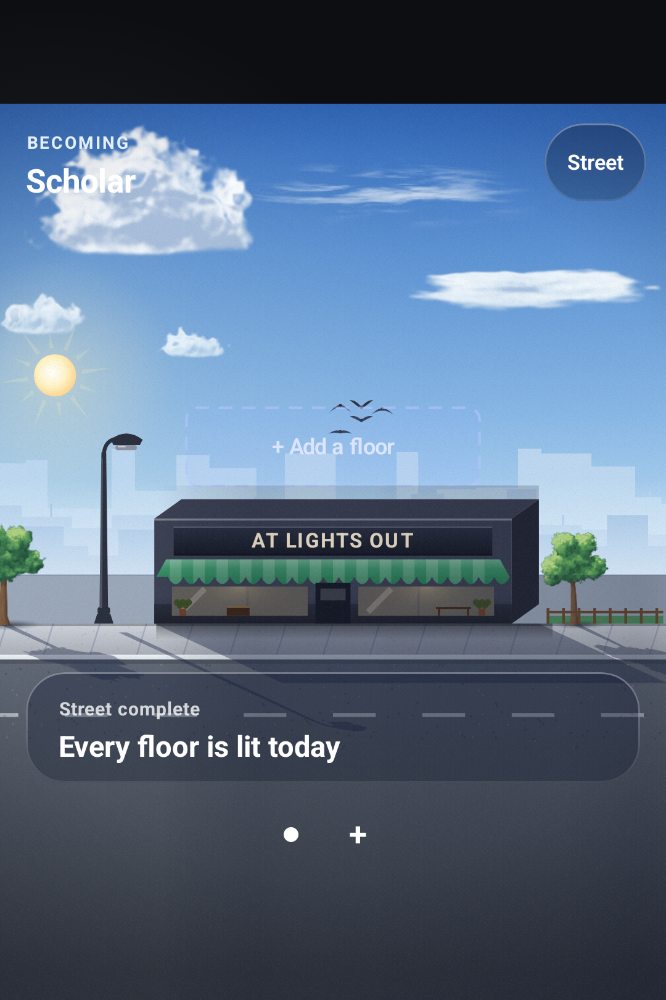 BECOMING
Scholar
Street
+ Add a floor
AT LIGHTS OUT
Street complete
Every floor is lit today
+